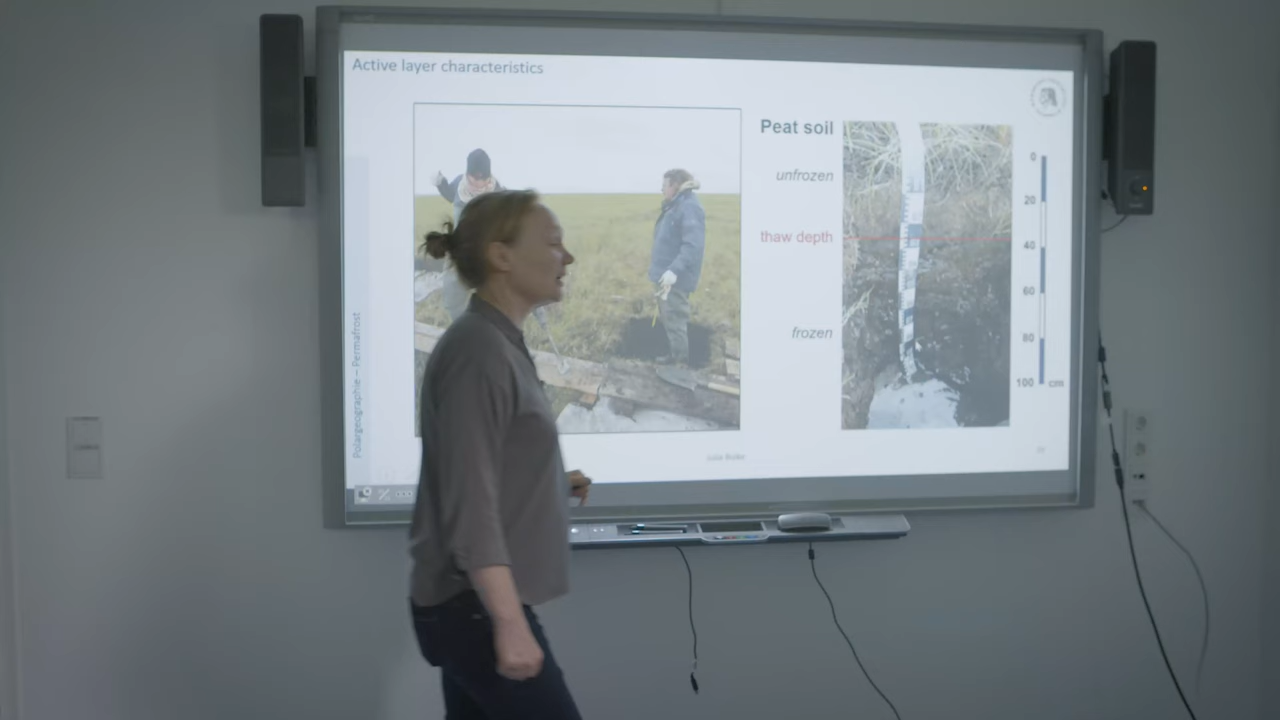 Active layer characteristics
Peat soil
unfrozen
thaw depth
frozen
0
20
40
60
80
100 cm
Polargeographie – Permafrost